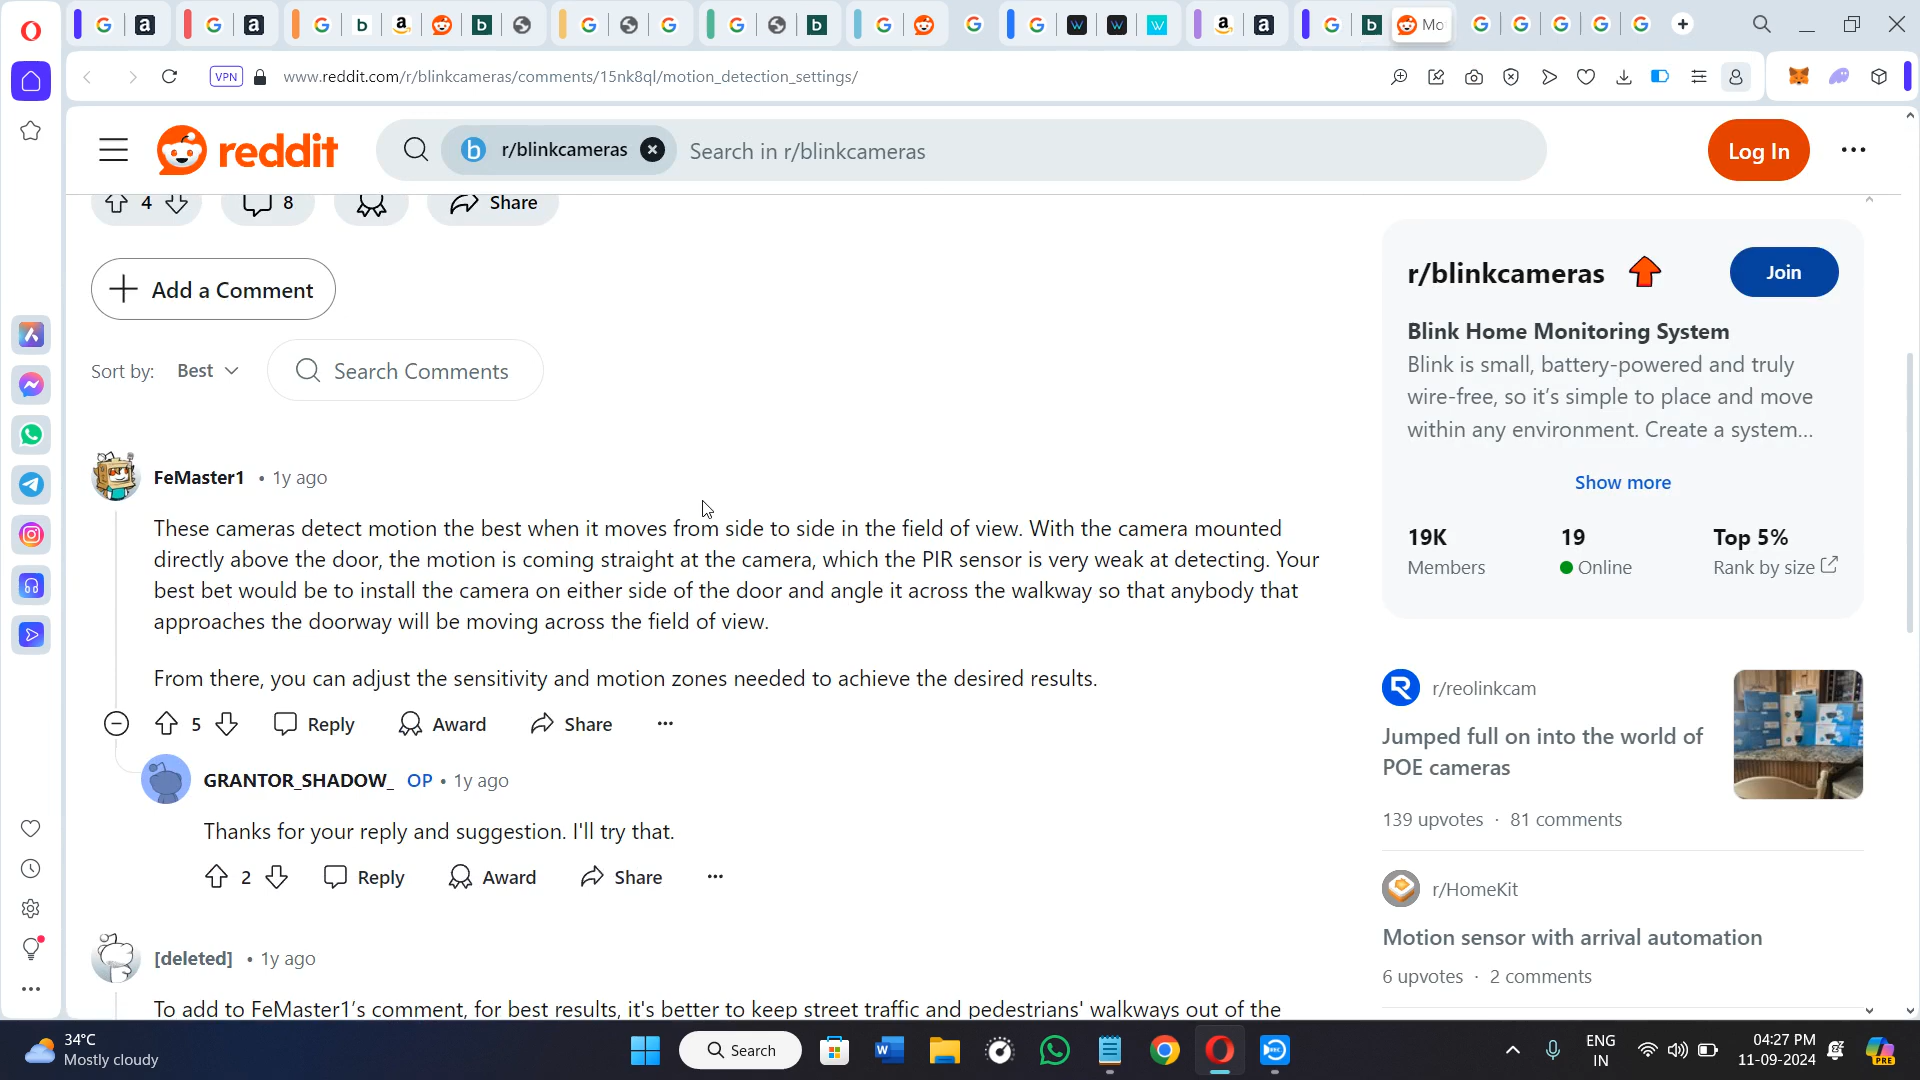 Mo
VPN
www.reddit.com/r/blinkcameras/comments/15nk8ql/motion_detection_settings/
reddit
r/blinkcameras
Search in r/blinkcameras
Log In
4
8
Share
Add a Comment
Sort by: Best
Search Comments
FeMaster1 • 1y ago
These cameras detect motion the best when it moves from side to side in the field of view. With the camera mounted
directly above the door, the motion is coming straight at the camera, which the PIR sensor is very weak at detecting. Your
best bet would be to install the camera on either side of the door and angle it across the walkway so that anybody that
approaches the doorway will be moving across the field of view.
From there, you can adjust the sensitivity and motion zones needed to achieve the desired results.
5 Reply Award Share
GRANTOR_SHADOW_ OP • 1y ago
Thanks for your reply and suggestion. I'll try that.
2 Reply Award Share
[deleted] • 1y ago
To add to FeMaster1's comment, for best results, it's better to keep street traffic and pedestrians' walkways out of the
r/blinkcameras
Join
Blink Home Monitoring System
Blink is small, battery-powered and truly
wire-free, so it's simple to place and move
within any environment. Create a system...
Show more
19K 19 Top 5%
Members Online Rank by size
r/reolinkcam
Jumped full on into the world of
POE cameras
139 upvotes · 81 comments
r/HomeKit
Motion sensor with arrival automation
6 upvotes · 2 comments
34°C
Mostly cloudy
Search
ENG
IN
04:27 PM
11-09-2024